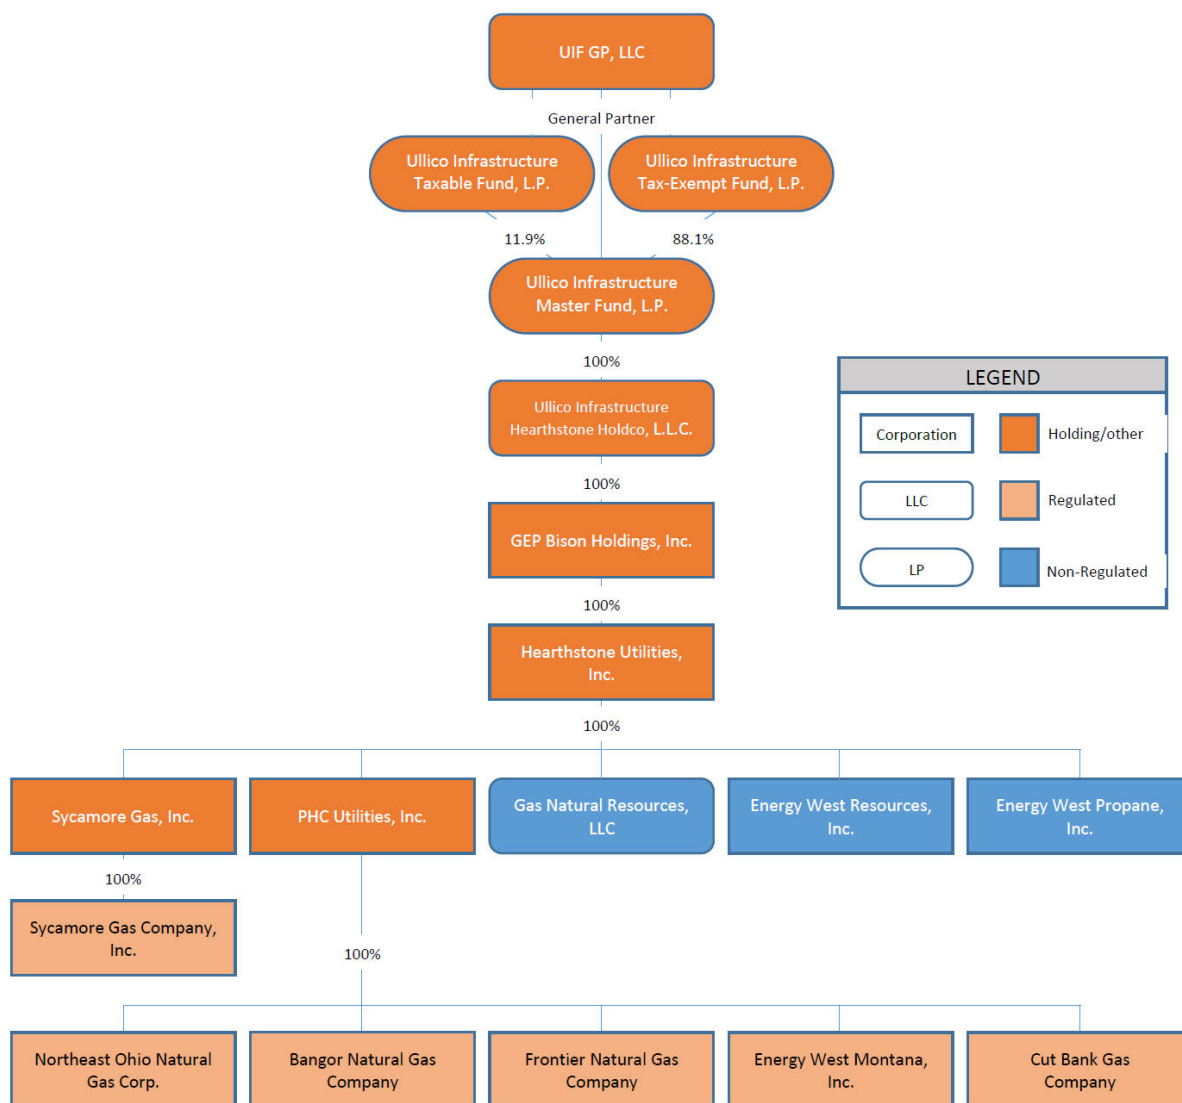 UIF GP, LLC
General Partner
Ullico Infrastructure
Taxable Fund, L.P.
Ullico Infrastructure
Tax-Exempt Fund, L.P.
11.9%
88.1%
Ullico Infrastructure
Master Fund, L.P.
100%
Ullico Infrastructure
Hearthstone Holdco, L.L.C.
100%
GEP Bison Holdings, Inc.
100%
Hearthstone Utilities,
Inc.
100%
LEGEND
Corporation
Holding/other
LLC
Regulated
LP
Non-Regulated
Sycamore Gas, Inc.
PHC Utilities, Inc.
Gas Natural Resources,
LLC
Energy West Resources,
Inc.
Energy West Propane,
Inc.
100%
Sycamore Gas Company,
Inc.
100%
Northeast Ohio Natural
Gas Corp.
Bangor Natural Gas
Company
Frontier Natural Gas
Company
Energy West Montana,
Inc.
Cut Bank Gas
Company